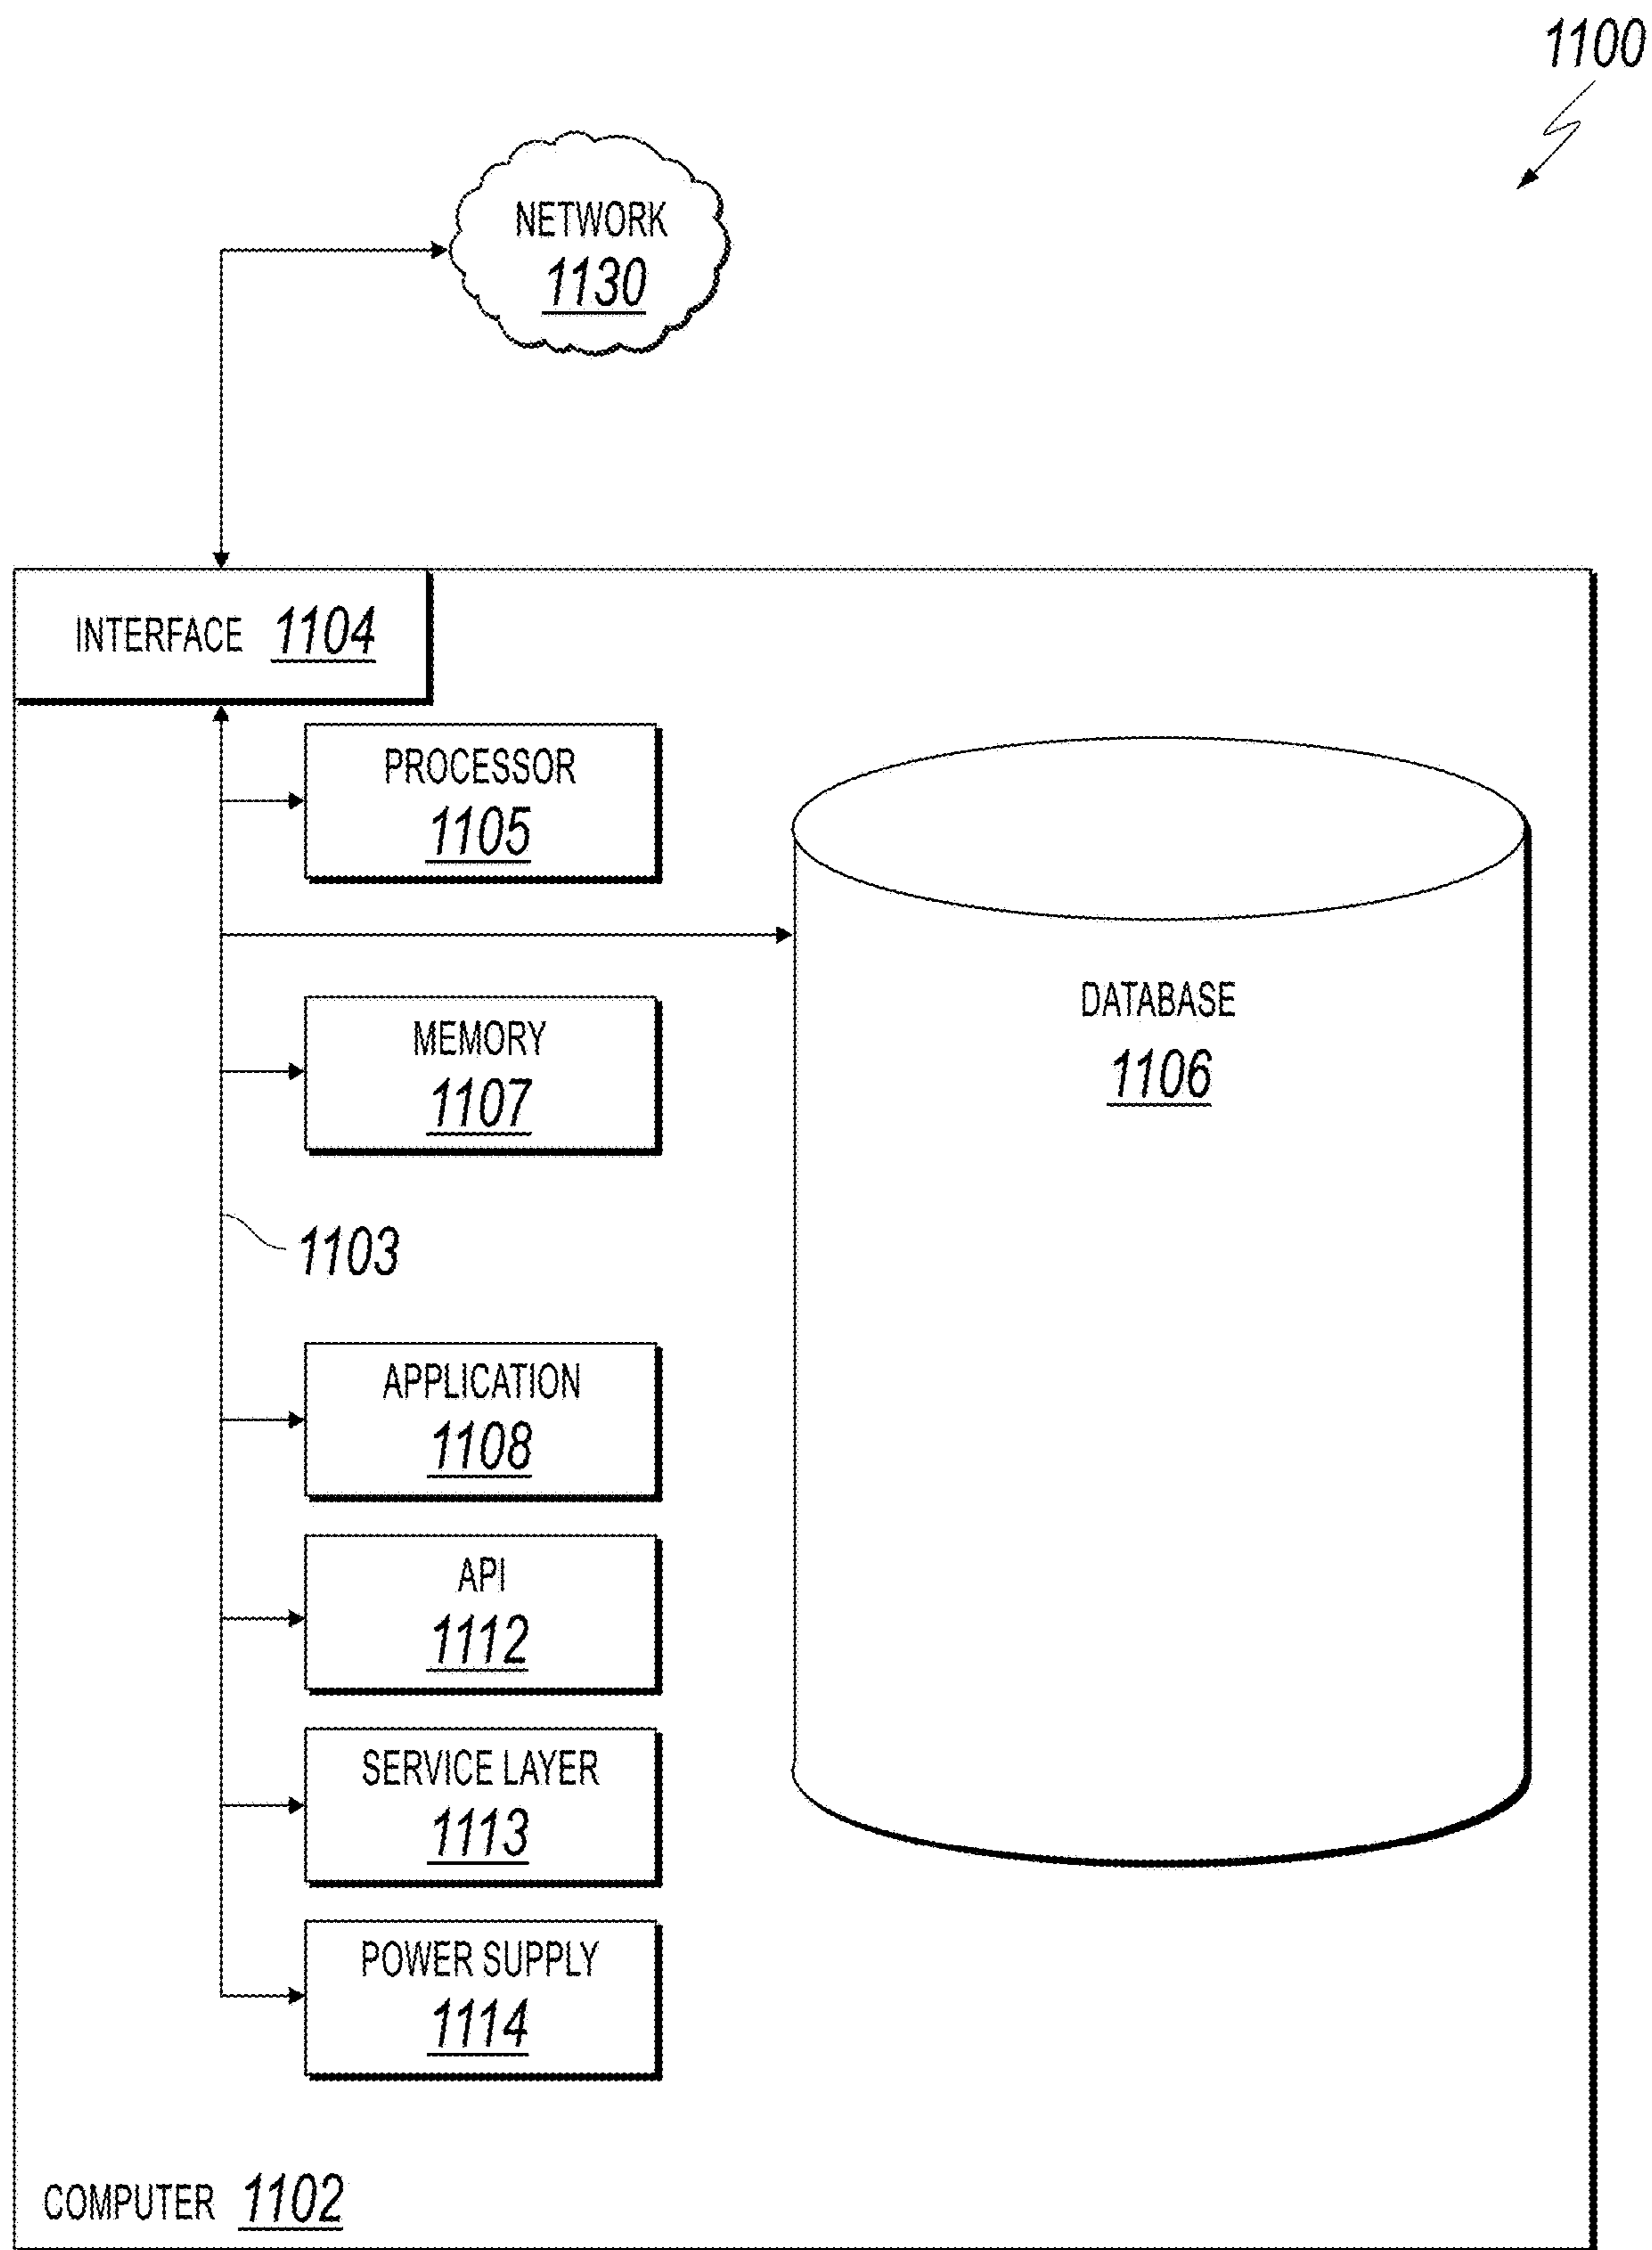 1100
NETWORK
1130
INTERFACE 1104
PROCESSOR
1105
DATABASE
1106
MEMORY
1107
1103
APPLICATION
1108
API
1112
SERVICE LAYER
1113
POWER SUPPLY
1114
COMPUTER 1102